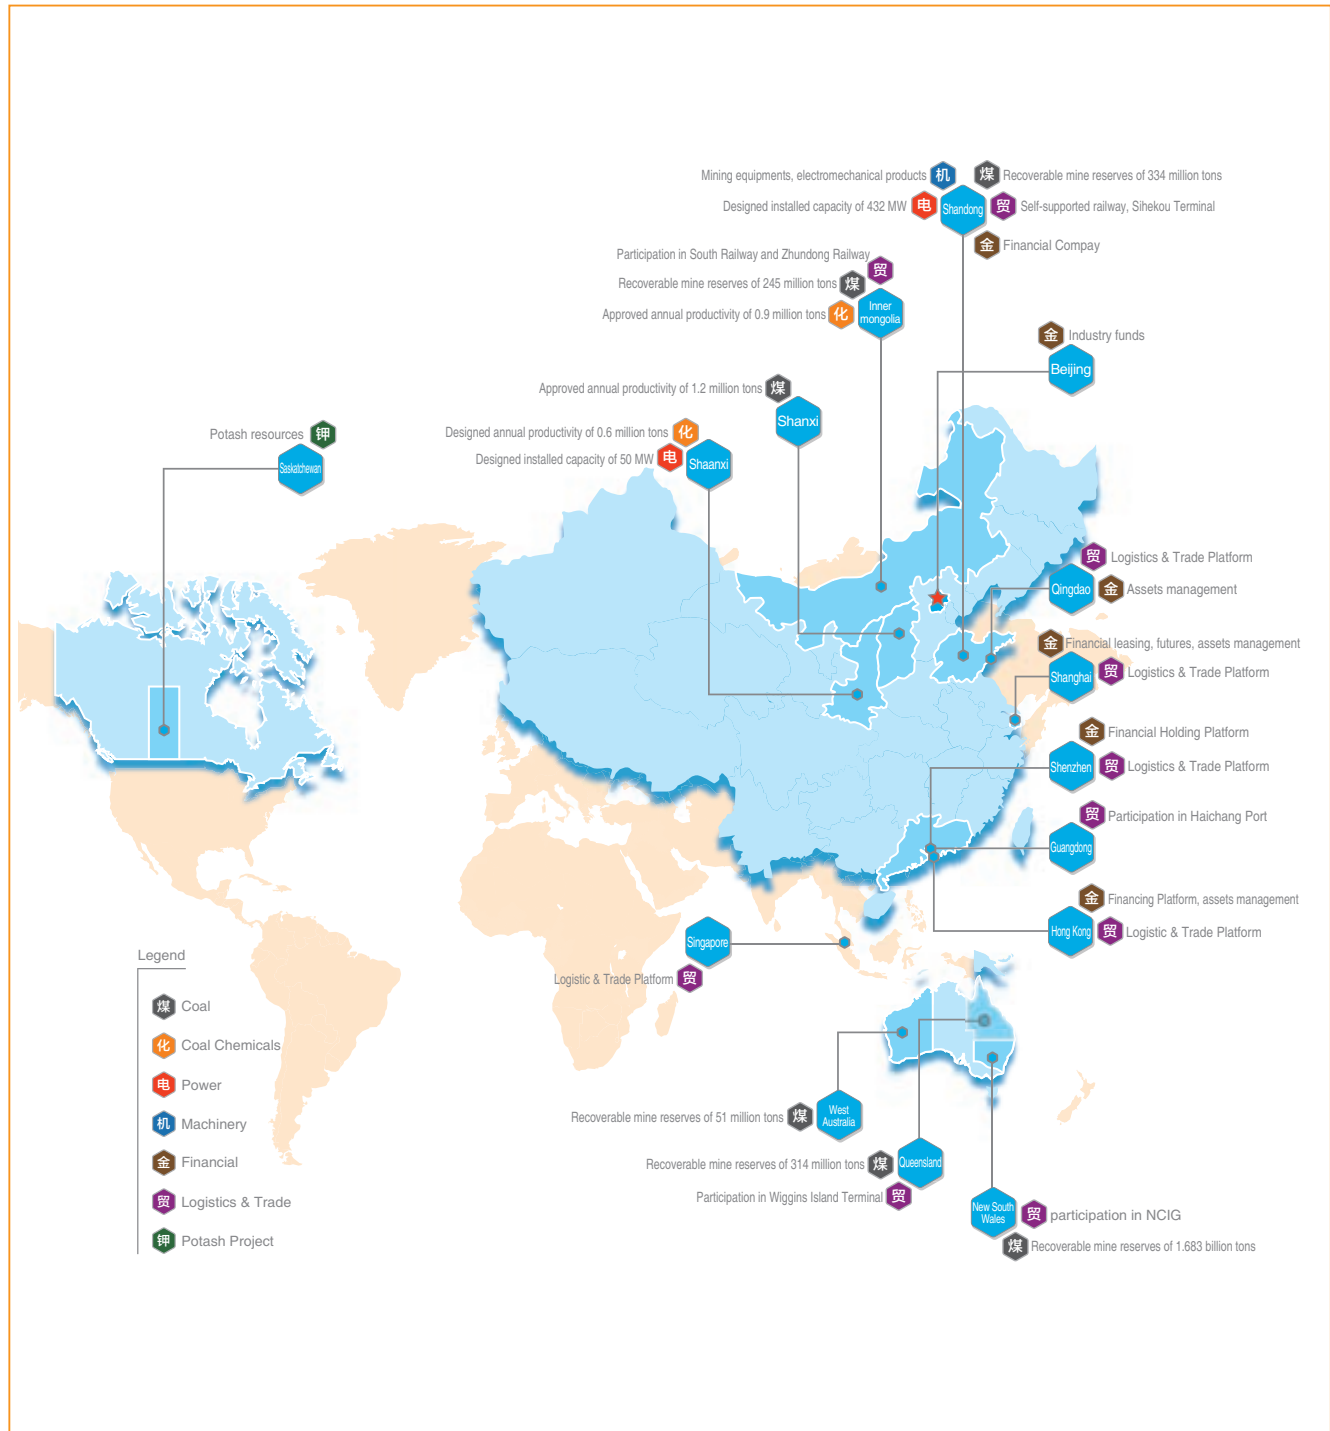 Mining equipments, electromechanical products 机 煤 Recoverable mine reserves of 334 million tons
Designed installed capacity of 432 MW 电 Shandong 贸 Self-supported railway, Sihekou Terminal
金 Financial Compay
Participation in South Railway and Zhundong Railway 贸
Recoverable mine reserves of 245 million tons 煤
Approved annual productivity of 0.9 million tons 化
Inner
mongolia
金 Industry funds
Beijing
Approved annual productivity of 1.2 million tons 煤
Shanxi
Designed annual productivity of 0.6 million tons 化
Designed installed capacity of 50 MW 电 Shaanxi
Potash resources 钾
Saskatchewan
贸 Logistics & Trade Platform
Qingdao 金 Assets management
金 Financial leasing, futures, assets management
Shanghai 贸 Logistics & Trade Platform
金 Financial Holding Platform
Shenzhen 贸 Logistics & Trade Platform
贸 Participation in Haichang Port
Guangdong
金 Financing Platform, assets management
Hong Kong 贸 Logistic & Trade Platform
Singapore
Logistic & Trade Platform 贸
Legend
煤 Coal
化 Coal Chemicals
电 Power
机 Machinery
金 Financial
贸 Logistics & Trade
钾 Potash Project
Recoverable mine reserves of 51 million tons 煤
West
Australia
Recoverable mine reserves of 314 million tons 煤 Queensland
Participation in Wiggins Island Terminal 贸
New South
Wales
贸 participation in NCIG
煤 Recoverable mine reserves of 1.683 billion tons